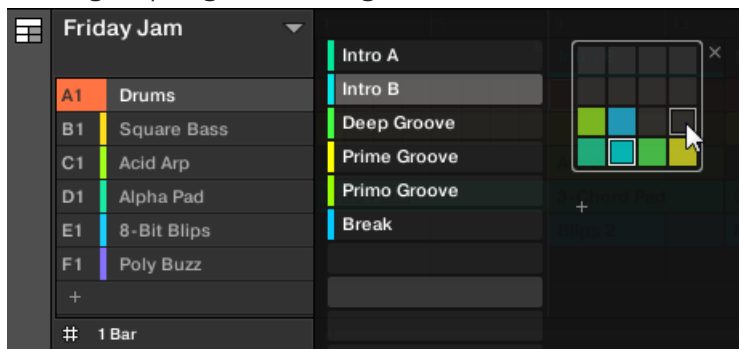 Friday Jam
A1 Drums
B1 Square Bass
C1 Acid Arp
D1 Alpha Pad
E1 8-Bit Blips
F1 Poly Buzz
+
1 Bar
Intro A
Intro B
Deep Groove
Prime Groove
Primo Groove
Break
×
+